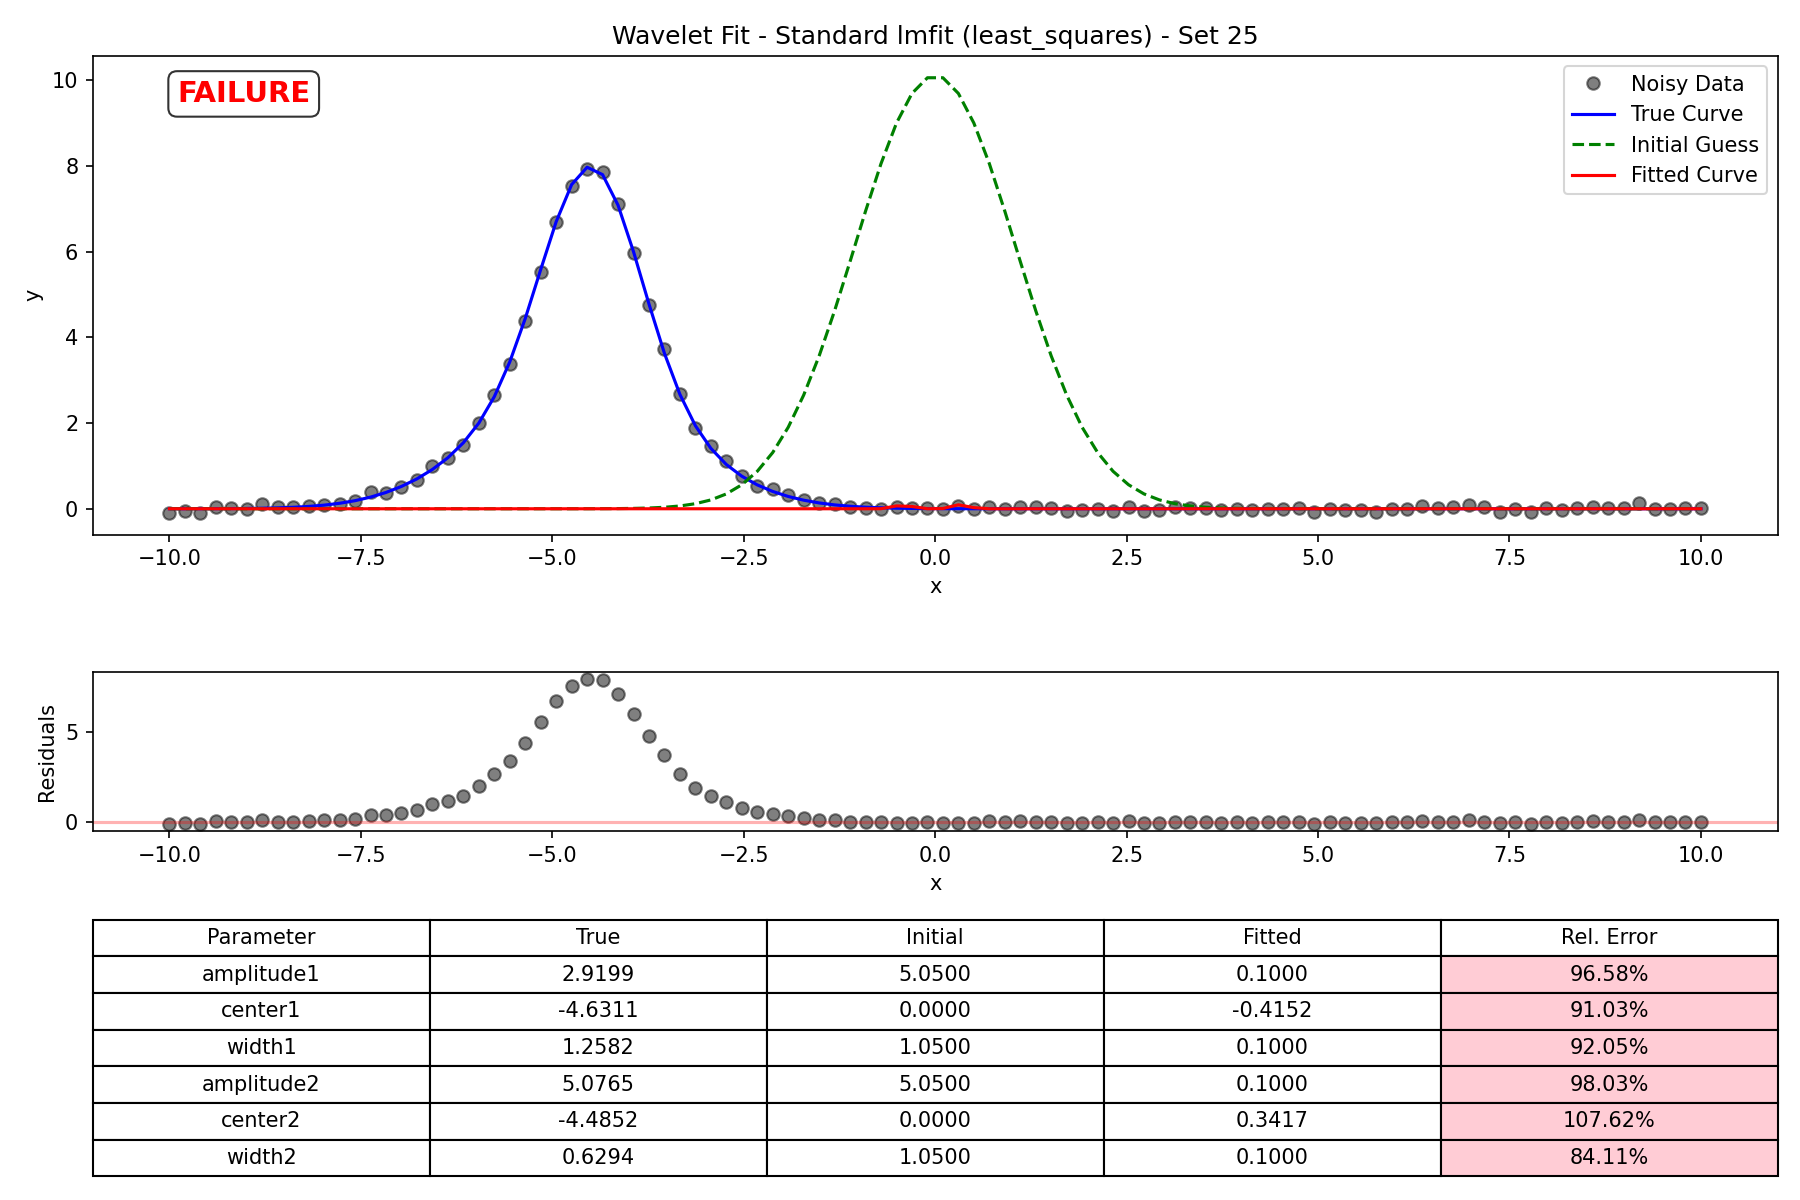 Wavelet Fit - Standard lmfit (least_squares) - Set 25
FAILURE
Noisy Data
True Curve
Initial Guess
Fitted Curve
y
10
8
6
4
2
0
−10.0 −7.5 −5.0 −2.5 0.0 2.5 5.0 7.5 10.0
x
Residuals
5
0
−10.0 −7.5 −5.0 −2.5 0.0 2.5 5.0 7.5 10.0
x
Parameter True Initial Fitted Rel. Error
amplitude1 2.9199 5.0500 0.1000 96.58%
center1 -4.6311 0.0000 -0.4152 91.03%
width1 1.2582 1.0500 0.1000 92.05%
amplitude2 5.0765 5.0500 0.1000 98.03%
center2 -4.4852 0.0000 0.3417 107.62%
width2 0.6294 1.0500 0.1000 84.11%